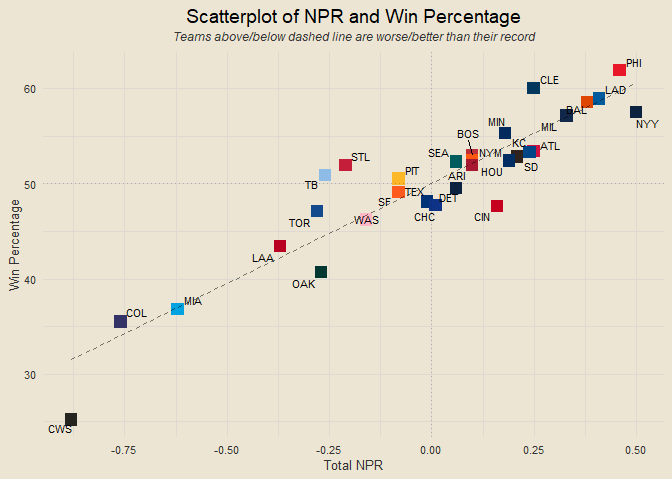 Scatterplot of NPR and Win Percentage
Teams above/below dashed line are worse/better than their record
PHI
CLE
LAD
60
BAL
NYY
MIN
MIL
BOS
KC
ATL
SEA
NYM
STL
HOU
SD
PIT
ARI
50
TB
TEX
DET
SF
CHC
CIN
WAS
TOR
LAA
OAK
40
MIA
COL
30
CWS
Win Percentage
-0.75
-0.50
-0.25
0.00
0.25
0.50
Total NPR